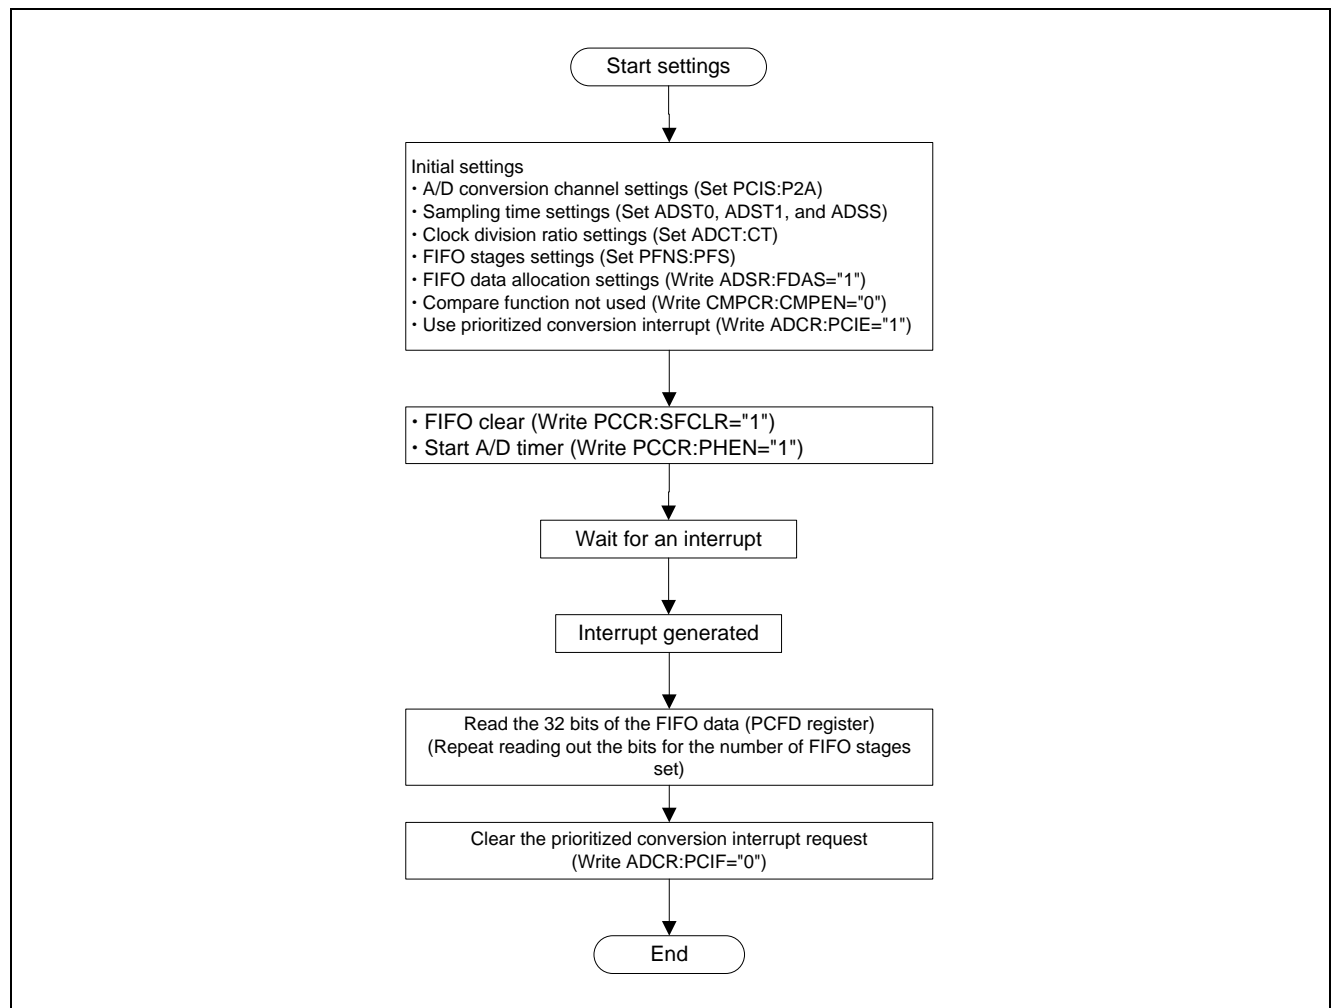 Start settings
Initial settings
・A/D conversion channel settings (Set PCIS:P2A)
・Sampling time settings (Set ADST0, ADST1, and ADSS)
・Clock division ratio settings (Set ADCT:CT)
・FIFO stages settings (Set PFNS:PFS)
・FIFO data allocation settings (Write ADSR:FDAS="1")
・Compare function not used (Write CMPCR:CMPEN="0")
・Use prioritized conversion interrupt (Write ADCR:PCIE="1")
・FIFO clear (Write PCCR:SFCLR="1")
・Start A/D timer (Write PCCR:PHEN="1")
Wait for an interrupt
Interrupt generated
Read the 32 bits of the FIFO data (PCFD register)
(Repeat reading out the bits for the number of FIFO stages
set)
Clear the prioritized conversion interrupt request
(Write ADCR:PCIF="0")
End